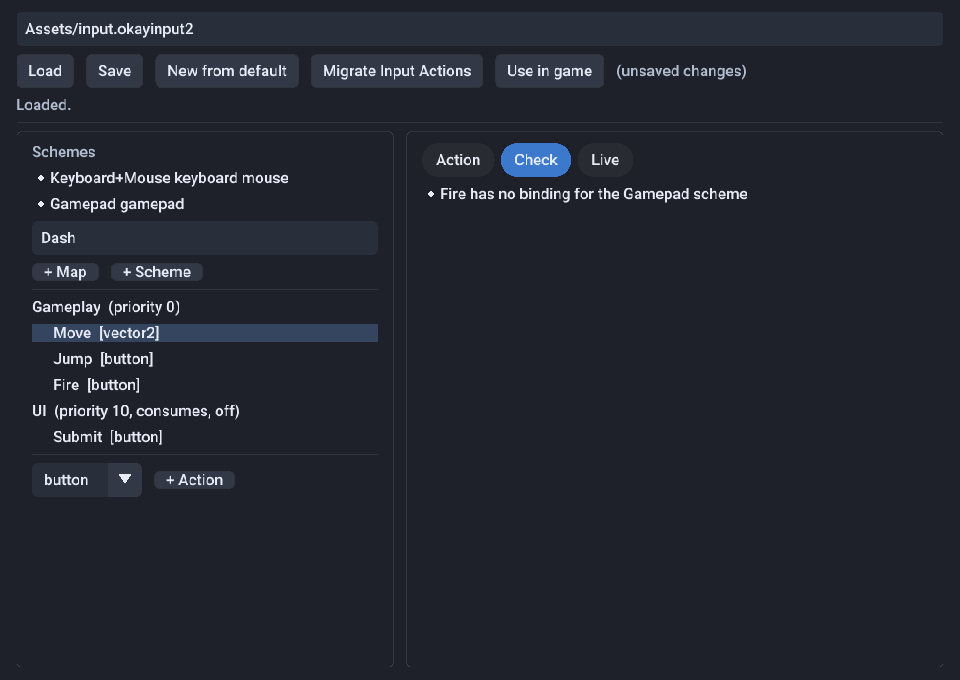 Assets/input.okayinput2
Load Save New from default Migrate Input Actions Use in game (unsaved changes)
Loaded.
Schemes
Keyboard+Mouse keyboard mouse
Gamepad gamepad
Dash
+ Map + Scheme
Gameplay (priority 0)
Move [vector2]
Jump [button]
Fire [button]
UI (priority 10, consumes, off)
Submit [button]
button + Action
Action Check Live
Fire has no binding for the Gamepad scheme